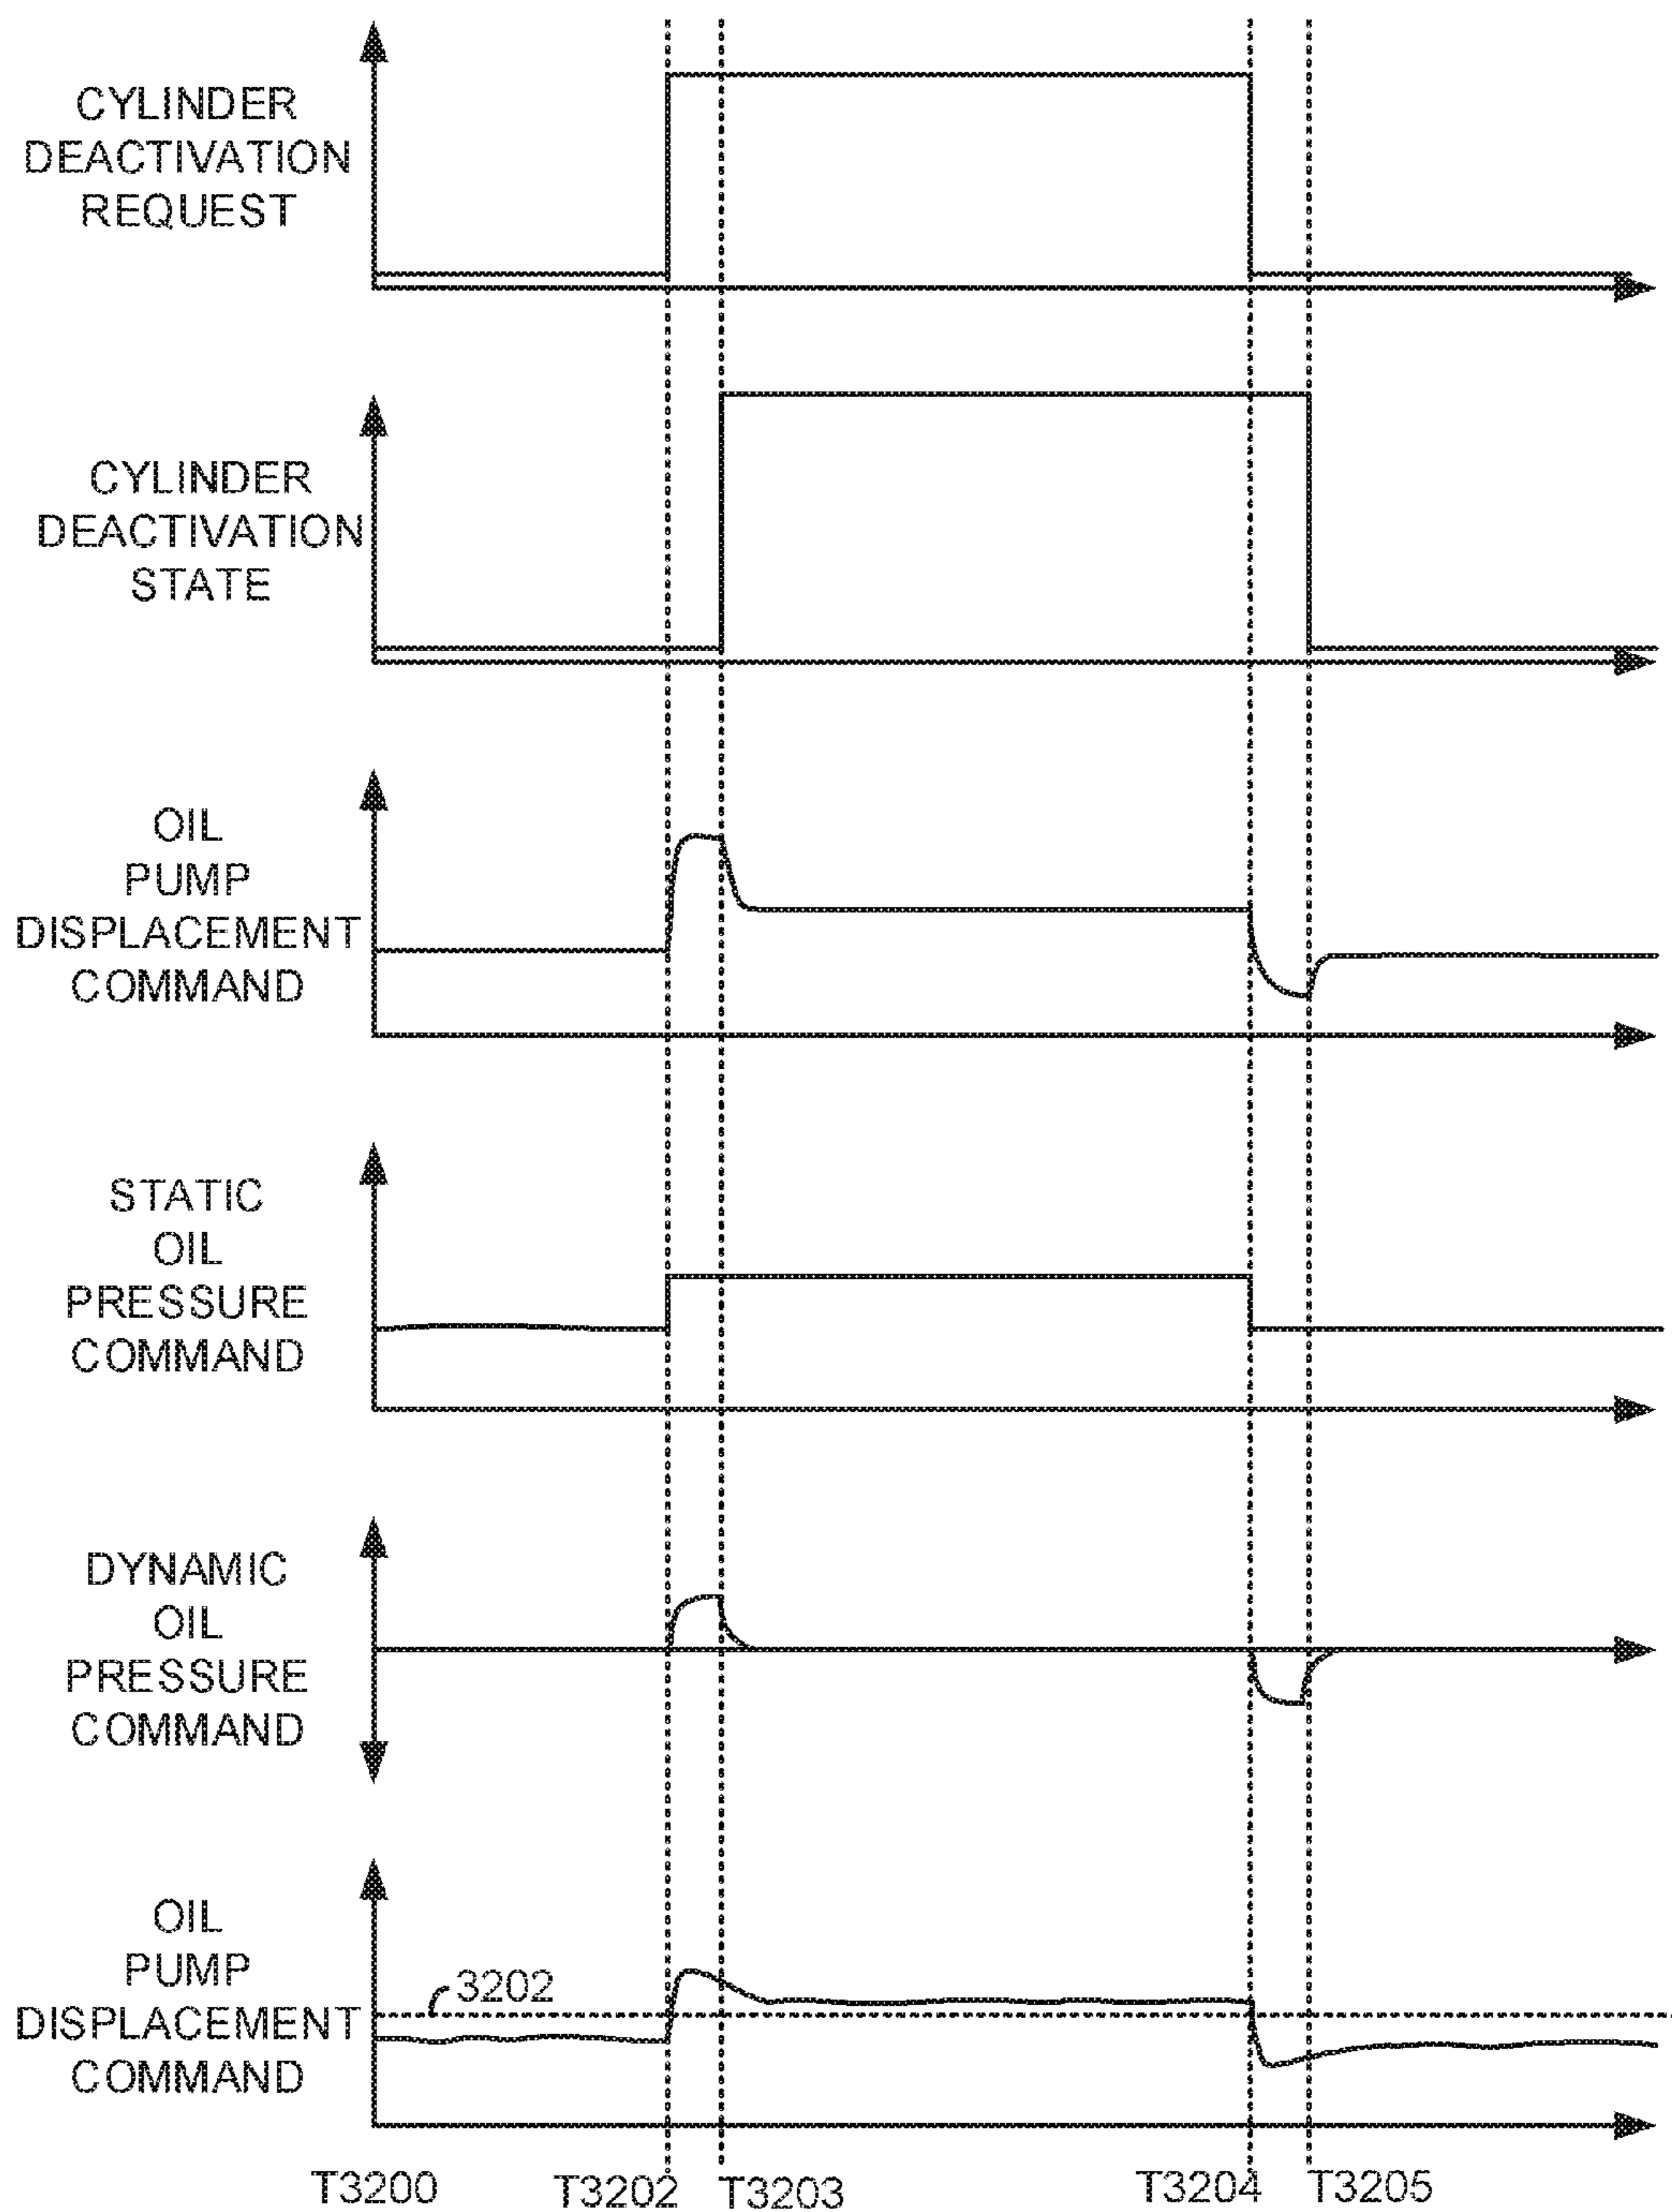 CYLINDER
DEACTIVATION
REQUEST
CYLINDER
DEACTIVATION
STATE
OIL
PUMP
DISPLACEMENT
COMMAND
STATIC
OIL
PRESSURE
COMMAND
DYNAMIC
OIL
PRESSURE
COMMAND
OIL
PUMP
DISPLACEMENT
COMMAND
3202
T3200 T3202 T3203 T3204 T3205